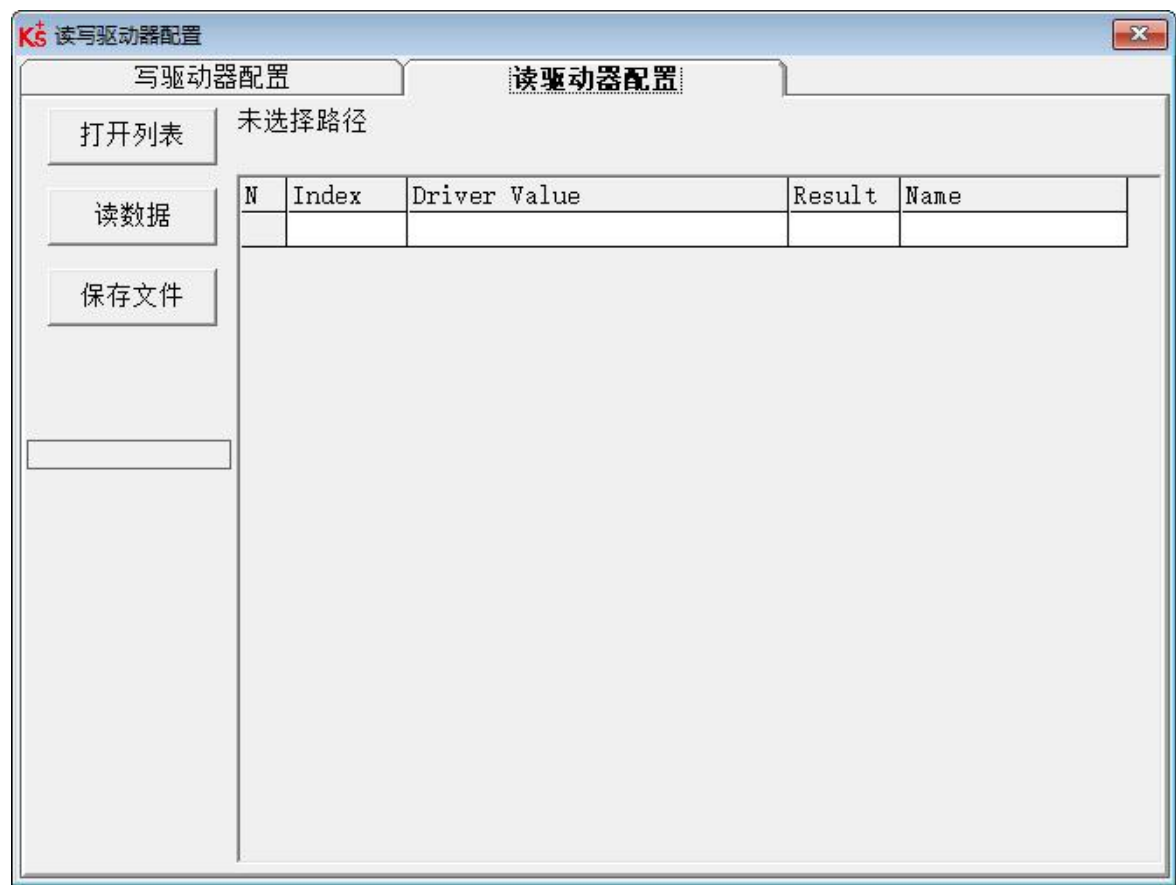 K+S 读写驱动器配置
写驱动器配置 读驱动器配置
打开列表 未选择路径
N Index Driver Value Result Name
读数据
保存文件